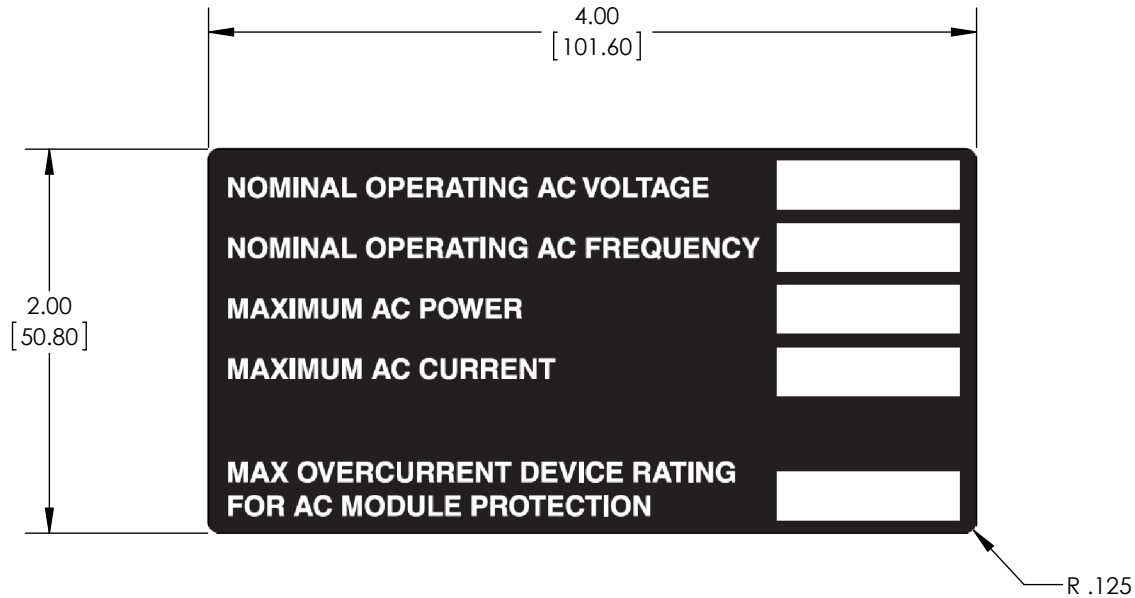 4.00
[101.60]
NOMINAL OPERATING AC VOLTAGE
NOMINAL OPERATING AC FREQUENCY
2.00
[50.80]
MAXIMUM AC POWER
MAXIMUM AC CURRENT
MAX OVERCURRENT DEVICE RATING
FOR AC MODULE PROTECTION
R .125